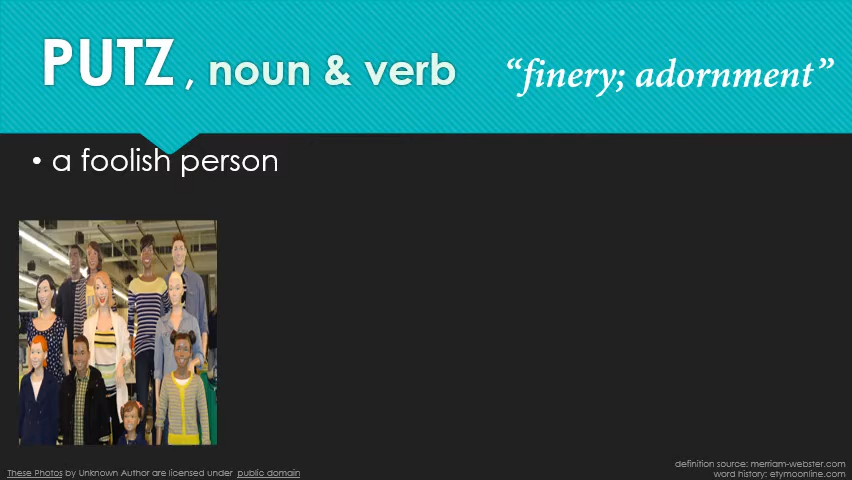 PUTZ , noun & verb “finery; adornment”
• a foolish person
definition source: merriam-webster.com
These Photos by Unknown Author are licensed under public domain
word history: etymoonline.com